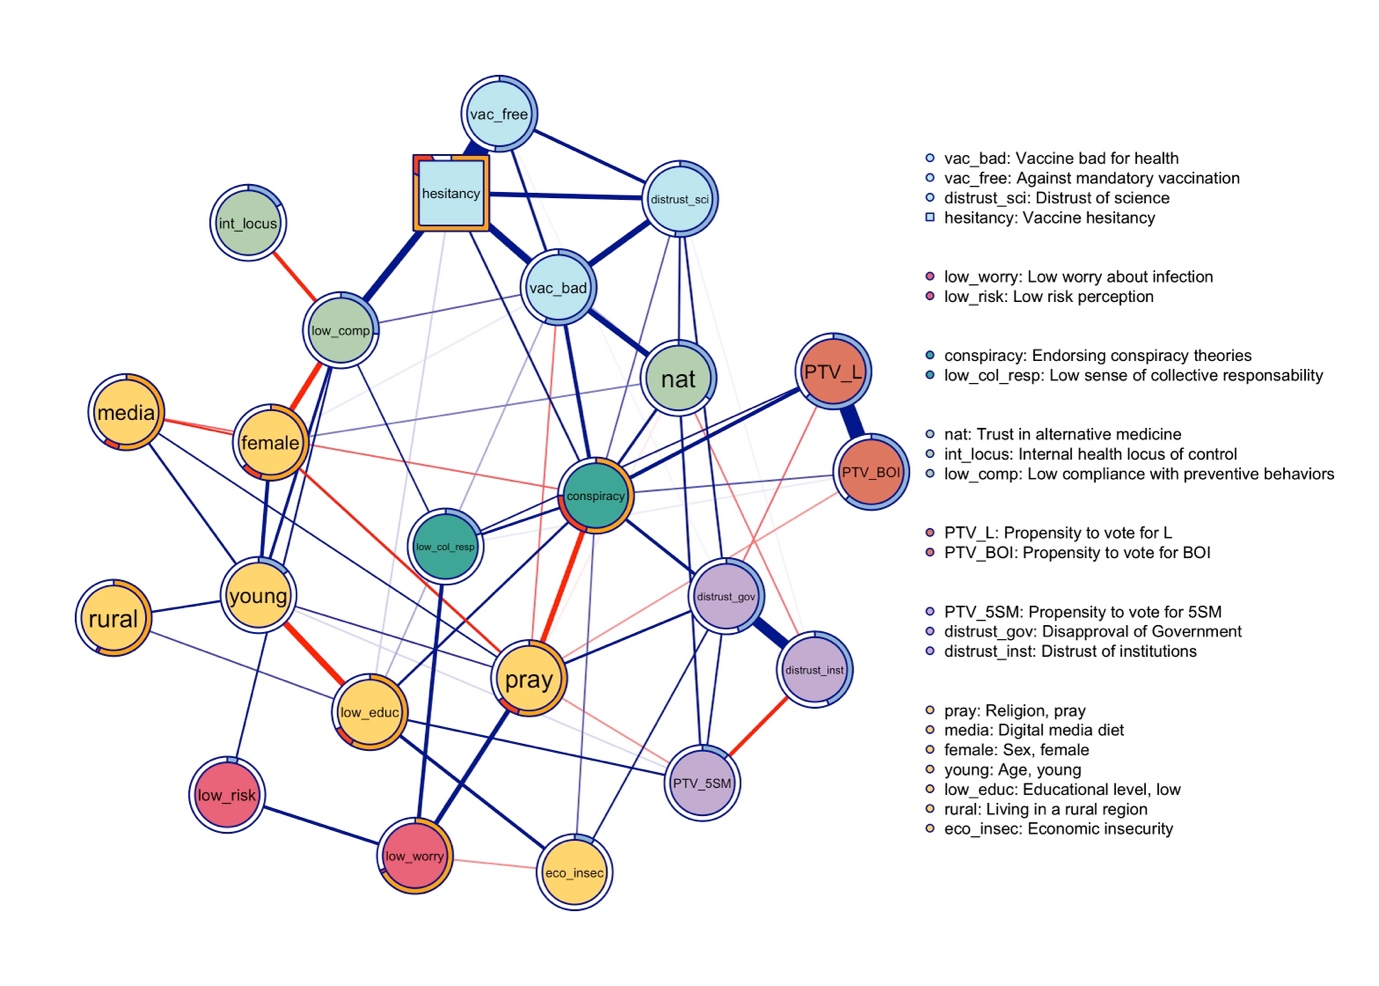 vac_free
hesitancy
distrust_sci
int_locus
vac_bad
low_comp
nat
PTV_L
media
female
PTV_BOI
conspiracy
low_col_resp
young
distrust_gov
rural
distrust_inst
pray
low_educ
PTV_5SM
low_risk
low_worry
eco_insec
vac_bad: Vaccine bad for health
vac_free: Against mandatory vaccination
distrust_sci: Distrust of science
hesitancy: Vaccine hesitancy
low_worry: Low worry about infection
low_risk: Low risk perception
conspiracy: Endorsing conspiracy theories
low_col_resp: Low sense of collective responsability
nat: Trust in alternative medicine
int_locus: Internal health locus of control
low_comp: Low compliance with preventive behaviors
PTV_L: Propensity to vote for L
PTV_BOI: Propensity to vote for BOI
PTV_5SM: Propensity to vote for 5SM
distrust_gov: Disapproval of Government
distrust_inst: Distrust of institutions
pray: Religion, pray
media: Digital media diet
female: Sex, female
young: Age, young
low_educ: Educational level, low
rural: Living in a rural region
eco_insec: Economic insecurity